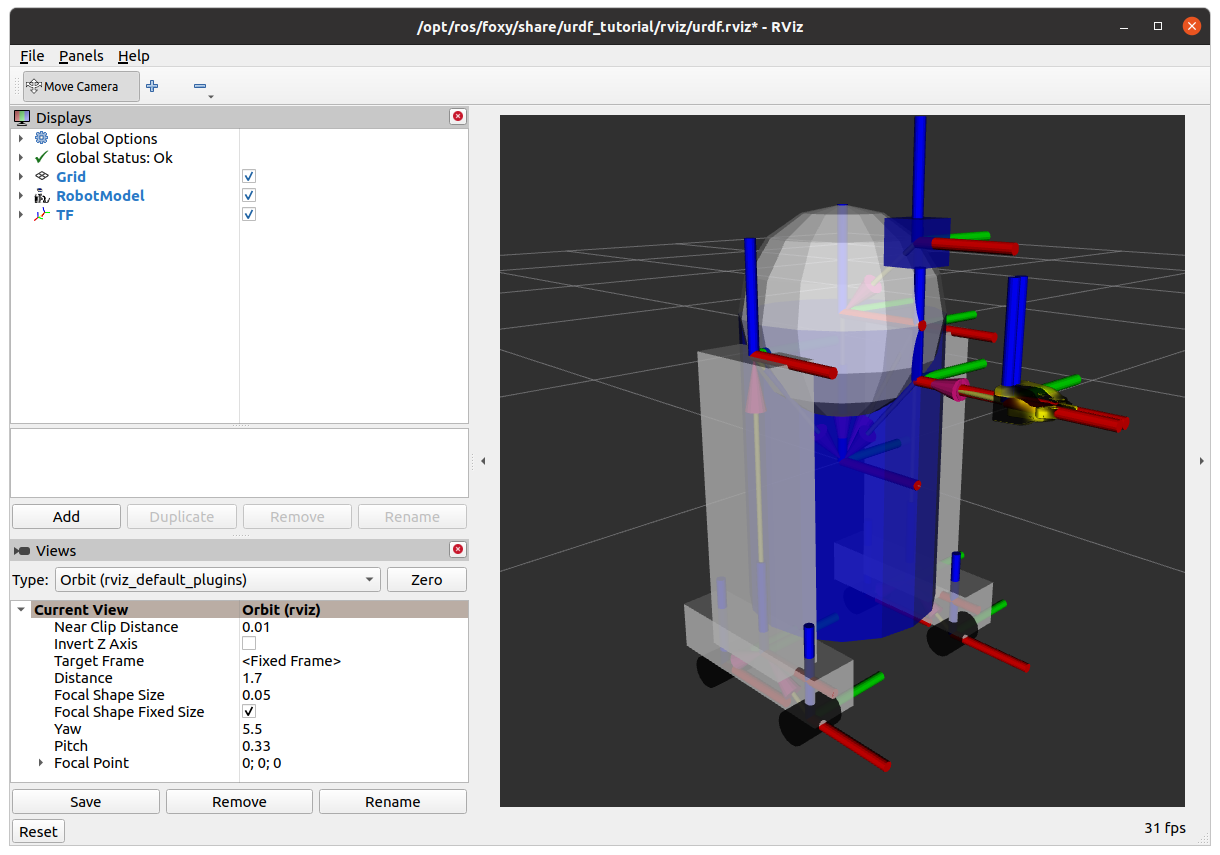 /opt/ros/foxy/share/urdf_tutorial/rviz/urdf.rviz* - RViz
File Panels Help
Move Camera
Displays
Global Options
Global Status: Ok
Grid
RobotModel
TF
Add Duplicate Remove Rename
Views
Type: Orbit (rviz_default_plugins) Zero
Current View Orbit (rviz)
Near Clip Distance 0.01
Invert Z Axis
Target Frame <Fixed Frame>
Distance 1.7
Focal Shape Size 0.05
Focal Shape Fixed Size
Yaw 5.5
Pitch 0.33
Focal Point 0; 0; 0
Save Remove Rename
Reset 31 fps